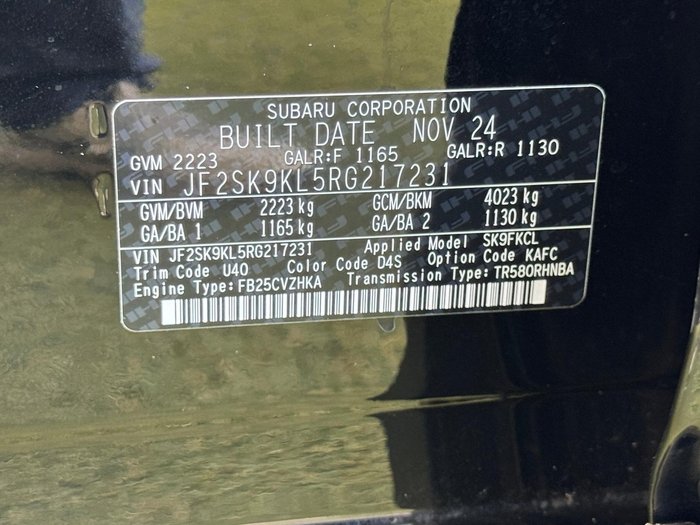 SUBARU CORPORATION
BUILT DATE NOV 24
GVM 2223 GALR:F 1165 GALR:R 1130
VIN JF2SK9KL5RG217231
GVM/BVM 2223 kg GCM/BKM 4023 kg
GA/BA 1 1165 kg GA/BA 2 1130 kg
VIN JF2SK9KL5RG217231 Applied Model SK9FKCL
Trim Code U40 Color Code D4S Option Code KAFC
Engine Type:FB25CVZHKA Transmission Type:TR580RHNBA